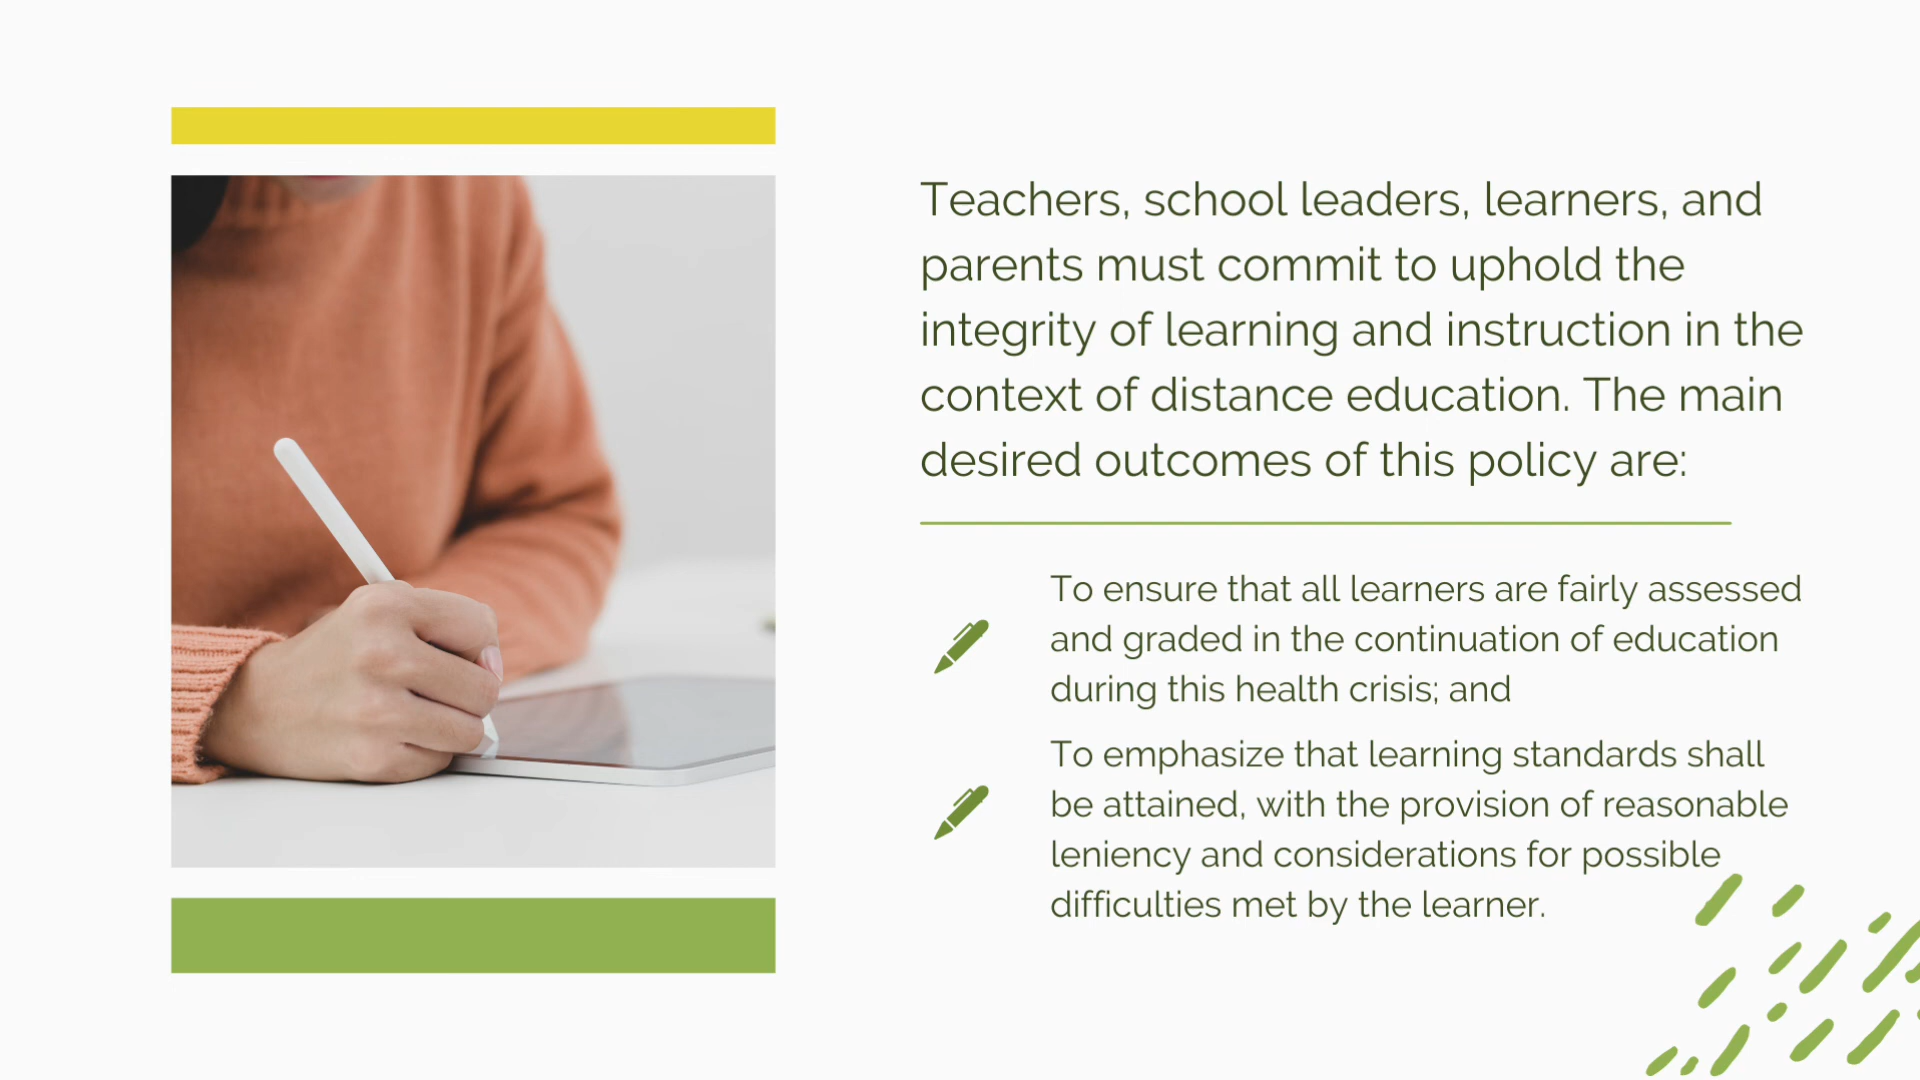 Teachers, school leaders, learners, and
parents must commit to uphold the
integrity of learning and instruction in the
context of distance education. The main
desired outcomes of this policy are:
To ensure that all learners are fairly assessed
and graded in the continuation of education
during this health crisis; and
To emphasize that learning standards shall
be attained, with the provision of reasonable
leniency and considerations for possible
difficulties met by the learner.